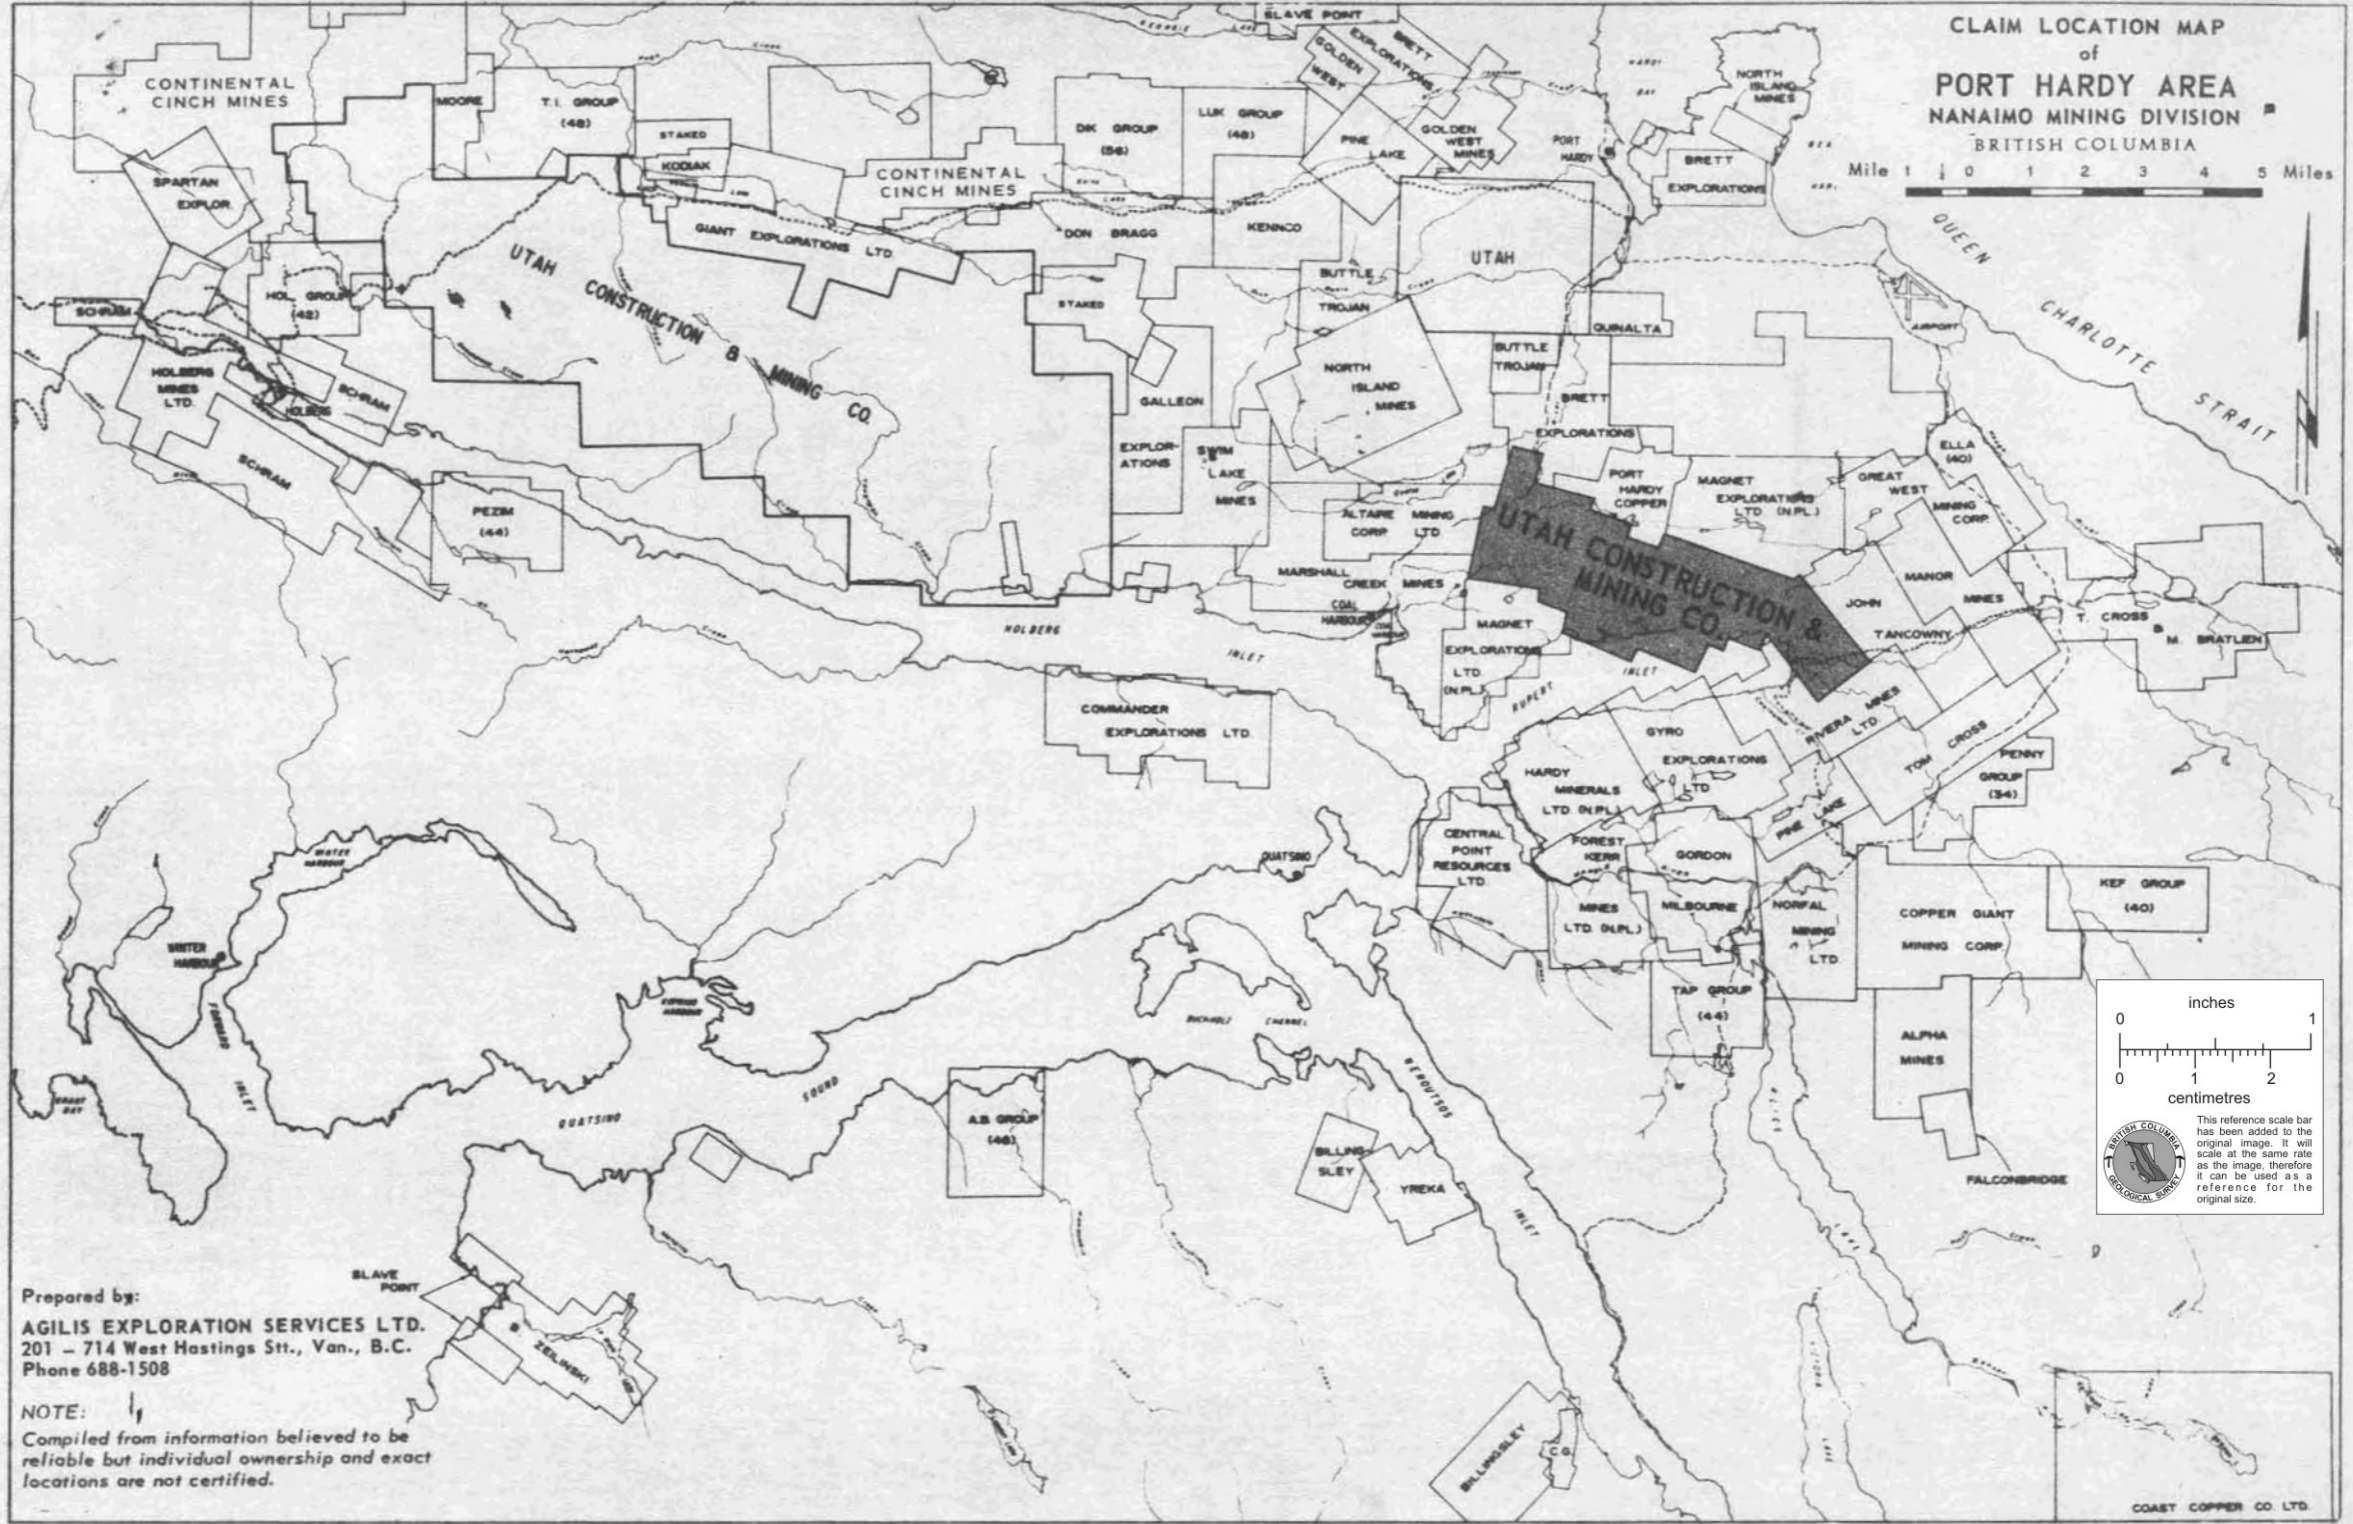 CLAIM LOCATION MAP
of
PORT HARDY AREA
NANAIMO MINING DIVISION
BRITISH COLUMBIA
Mile 1 0 1 2 3 4 5 Miles
SLAVE POINT
BRETT
EXPLORATIONS
GOLDEN
WEST
CONTINENTAL
CINCH MINES
MOORE
T.I. GROUP
(48)
STAKED
KODIAK
CONTINENTAL
CINCH MINES
DIK GROUP
(56)
LUK GROUP
(48)
PINE
LAKE
GOLDEN
WEST
MINES
PORT
HARDY
HARDY
BAY
NORTH
ISLAND
MINES
BRETT
EXPLORATIONS
SPARTAN
EXPLOR.
GIANT EXPLORATIONS LTD.
DON BRAGG
KENNCO
UTAH
UTAH CONSTRUCTION & MINING CO.
QUEEN
CHARLOTTE
STRAIT
BUTTLE
TROJAN
STAKED
QUINALTA
AIRPORT
SCHRAM
HOL. GROUP
(42)
HOLBERG
MINES
LTD.
SCHRAM
HOLBERG
GALLEON
EXPLOR-
ATIONS
NORTH
ISLAND
MINES
BUTTLE
TROJAN
BRETT
EXPLORATIONS
SWIM
LAKE
MINES
ELLA
(40)
SCHRAM
PEZIM
(44)
ALTAIRE MINING
CORP. LTD.
PORT
HARDY
COPPER
MAGNET
EXPLORATIONS
LTD. (N.P.L.)
GREAT
WEST
MINING
CORP.
UTAH CONSTRUCTION &
MINING CO.
MARSHALL
CREEK MINES
COAL
HARBOUR
MANOR
MINES
JOHN
TANCOWNY
T. CROSS
&
M. BRATLIEN
HOLBERG
INLET
MAGNET
EXPLORATIONS
LTD.
(N.P.L.)
RUPERT
INLET
COMMANDER
EXPLORATIONS LTD.
GYRO
EXPLORATIONS
LTD
RIVERA MINES
LTD.
TOM CROSS
PENNY
GROUP
(34)
HARDY
MINERALS
LTD. (N.P.L.)
PINE LAKE
CENTRAL
POINT
RESOURCES
LTD.
FOREST
KERR
MINES
LTD. (N.P.L.)
GORDON
MILBOURNE
NORFAL
MINING
LTD
COPPER GIANT
MINING CORP.
KEF GROUP
(40)
TAP GROUP
(44)
ALPHA
MINES
FALCONBRIDGE
WINTER
HARBOUR
QUATSINO
WINTER
HARBOUR
FORWARD
INLET
BUCHHOLZ CHANNEL
NEROUTSOS
INLET
QUATSINO
SOUND
A.B. GROUP
(46)
BILLING
SLEY
YREKA
ALICE
LAKE
VICTORIA
LAKE
SLAVE
POINT
ZEILINSKI
BILLINGSLEY
C.G.
COAST COPPER CO. LTD.
inches
0 1
0 1 2
centimetres
BRITISH COLUMBIA
GEOLOGICAL SURVEY
This reference scale bar
has been added to the
original image. It will
scale at the same rate
as the image, therefore
it can be used as a
reference for the
original size.
Prepared by:
AGILIS EXPLORATION SERVICES LTD.
201 – 714 West Hastings Stt., Van., B.C.
Phone 688-1508
NOTE:
Compiled from information believed to be
reliable but individual ownership and exact
locations are not certified.